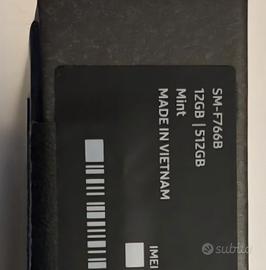 SM-F766B
12GB | 512GB
Mint
MADE IN VIETNAM
IMEI
subito